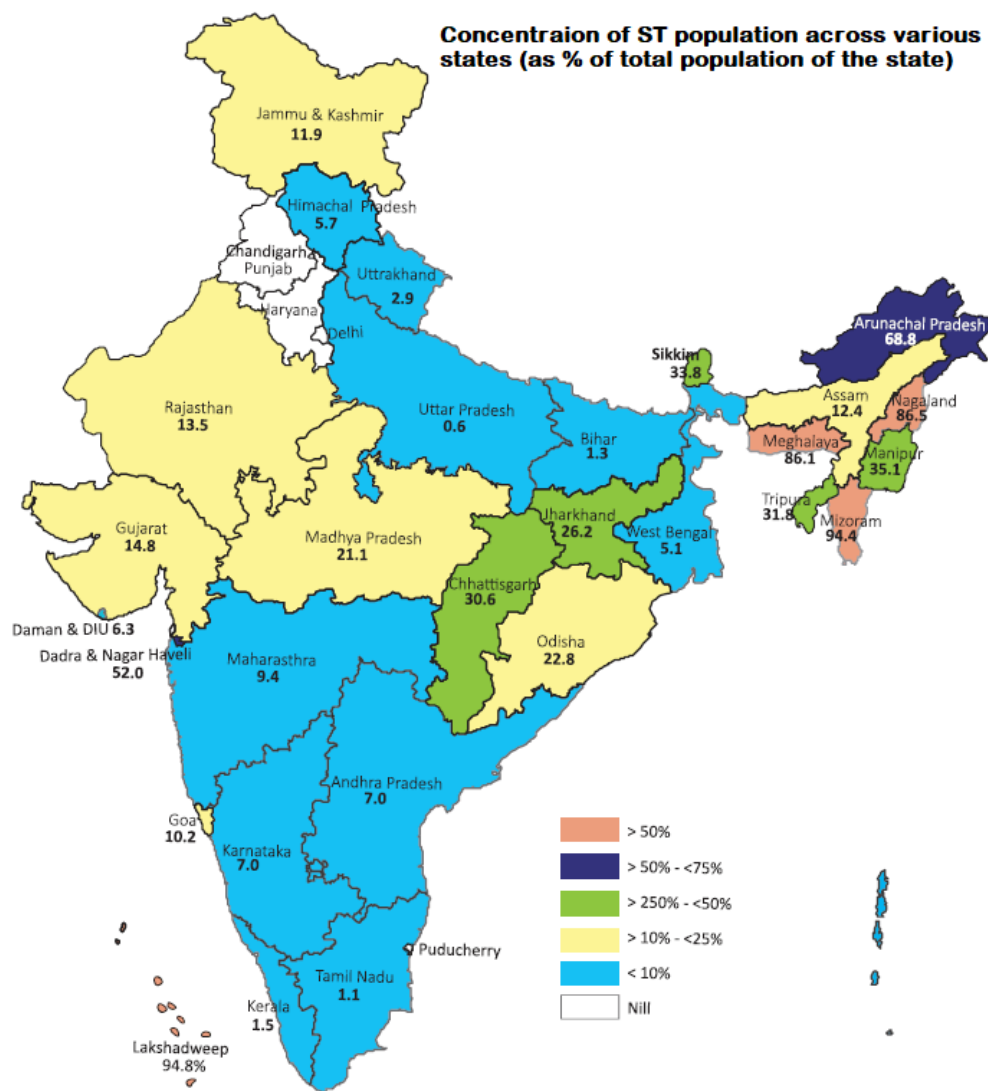 Concentraion of ST population across various
states (as % of total population of the state)
Jammu & Kashmir
11.9
Himachal Pradesh
5.7
Chandigarh
Punjab
Uttrakhand
2.9
Haryana
Delhi
Arunachal Pradesh
68.8
Sikkim
33.8
Rajasthan
13.5
Uttar Pradesh
0.6
Bihar
1.3
Assam
12.4
Nagaland
86.5
Meghalaya
86.1
Manipur
35.1
Tripura
31.8
Mizoram
94.4
Gujarat
14.8
Madhya Pradesh
21.1
Jharkhand
26.2
West Bengal
5.1
Chhattisgarh
30.6
Daman & DIU 6.3
Dadra & Nagar Haveli
52.0
Maharasthra
9.4
Odisha
22.8
Andhra Pradesh
7.0
Goa
10.2
Karnataka
7.0
> 50%
> 50% - <75%
> 250% - <50%
> 10% - <25%
< 10%
Nill
Puducherry
Tamil Nadu
1.1
Kerala
1.5
Lakshadweep
94.8%